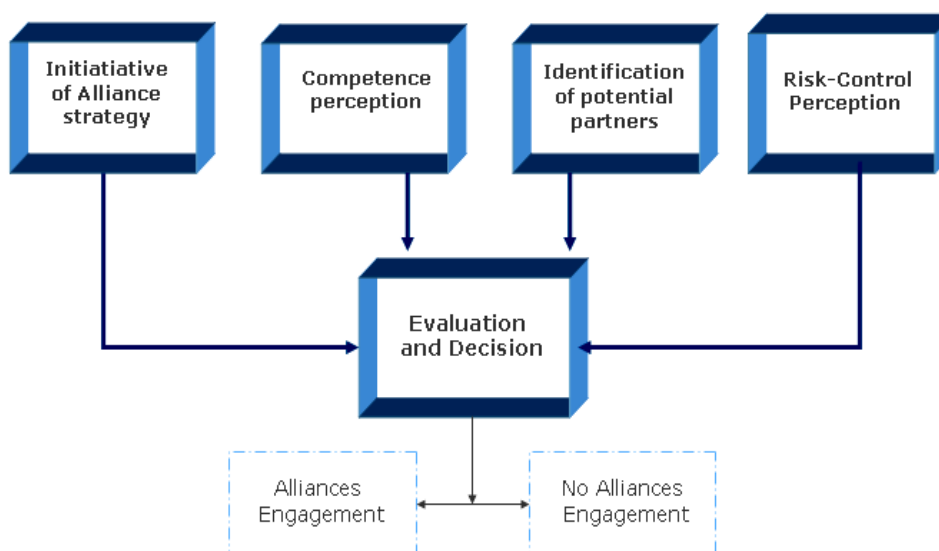 Initiatiative
of Alliance
strategy
Competence
perception
Identification
of potential
partners
Risk-Control
Perception
Evaluation
and Decision
Alliances
Engagement
No Alliances
Engagement